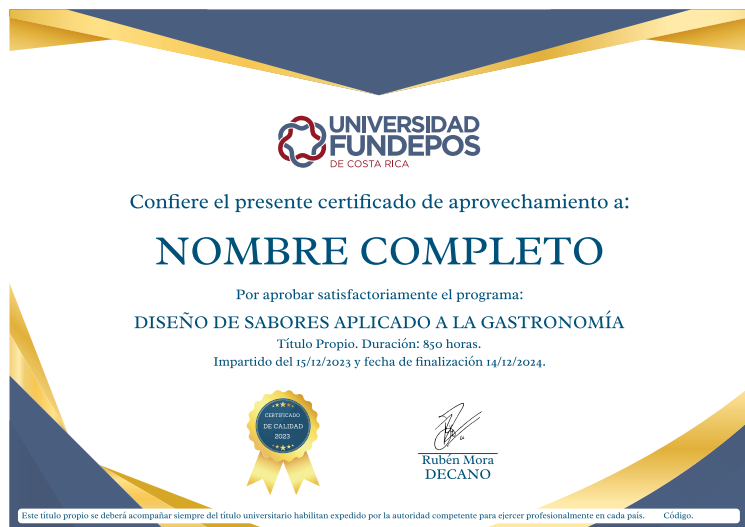 UNIVERSIDAD
FUNDEPOS
DE COSTA RICA
Confiere el presente certificado de aprovechamiento a:
NOMBRE COMPLETO
Por aprobar satisfactoriamente el programa:
DISEÑO DE SABORES APLICADO A LA GASTRONOMÍA
Título Propio. Duración: 850 horas.
Impartido del 15/12/2023 y fecha de finalización 14/12/2024.
CERTIFICADO
DE CALIDAD
2023
Rubén Mora
DECANO
Este título propio se deberá acompañar siempre del título universitario habilitan expedido por la autoridad competente para ejercer profesionalmente en cada país. Código.